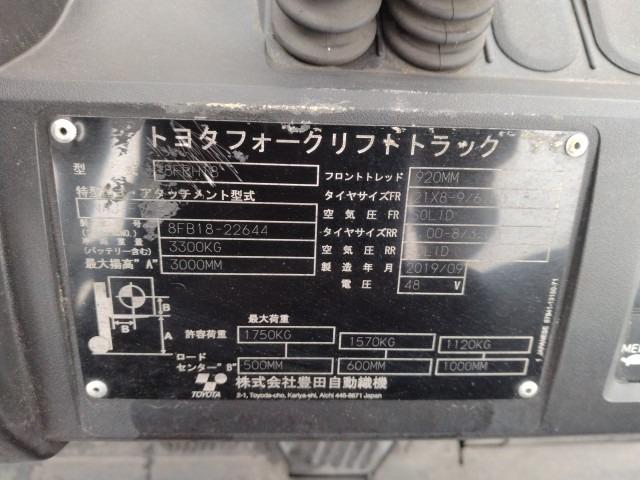 トヨタフォークリフトトラック
型
フロントトレッド 920MM
アタッチメント型式 タイヤサイズFR 21X8-9/6
空気圧FR SOLID
8FB18-22644 タイヤサイズRR
(バッテリー含む) 3300KG 空気圧RR
最大揚高"A" 3000MM 製造年月 2019/09
電圧 48 V
B
B A
最大荷重
許容荷重 1750KG 1570KG 1120KG
ロード
センター"B" 500MM 600MM 1000MM
TOYOTA 株式会社豊田自動織機
2-1, Toyoda-cho, Kariya-shi, Aichi 448-8671 Japan